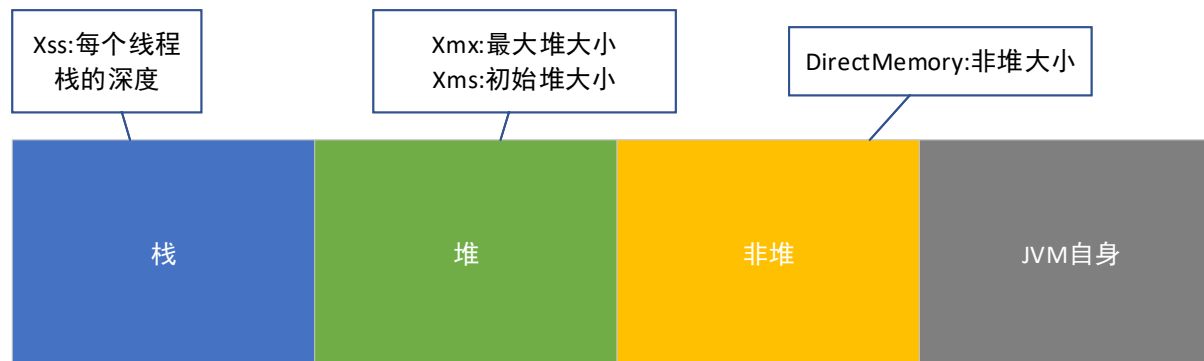 Xss:每个线程
栈的深度
Xmx:最大堆大小
Xms:初始堆大小
DirectMemory:非堆大小
栈
堆
非堆
JVM自身